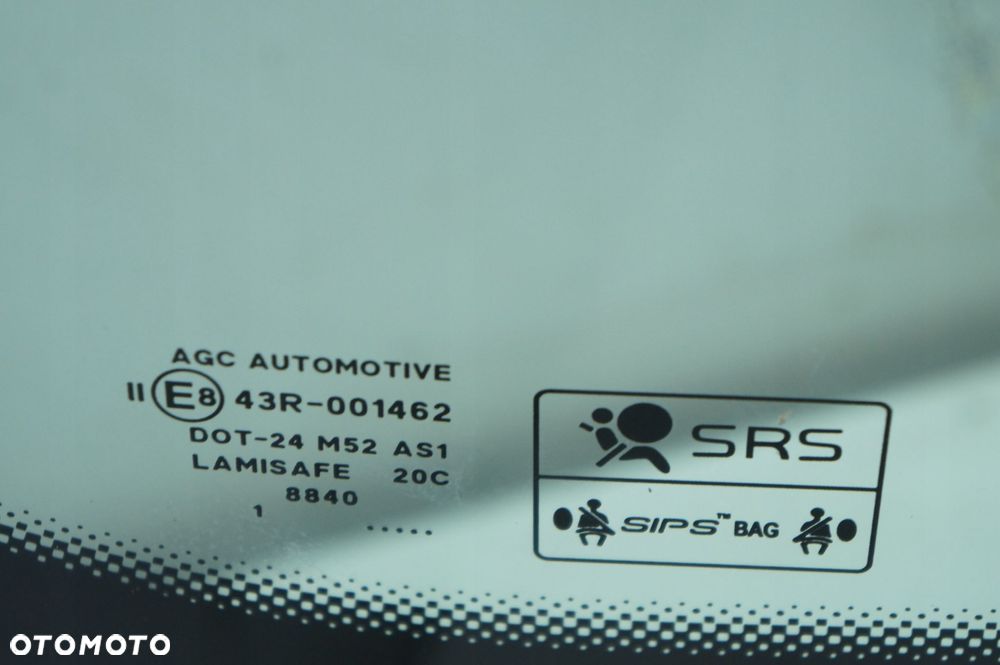 AGC AUTOMOTIVE
II E8 43R-001462
DOT-24 M52 AS1
LAMISAFE 20C
8840
1 .....
SRS
SIPS™ BAG
OTOMOTO